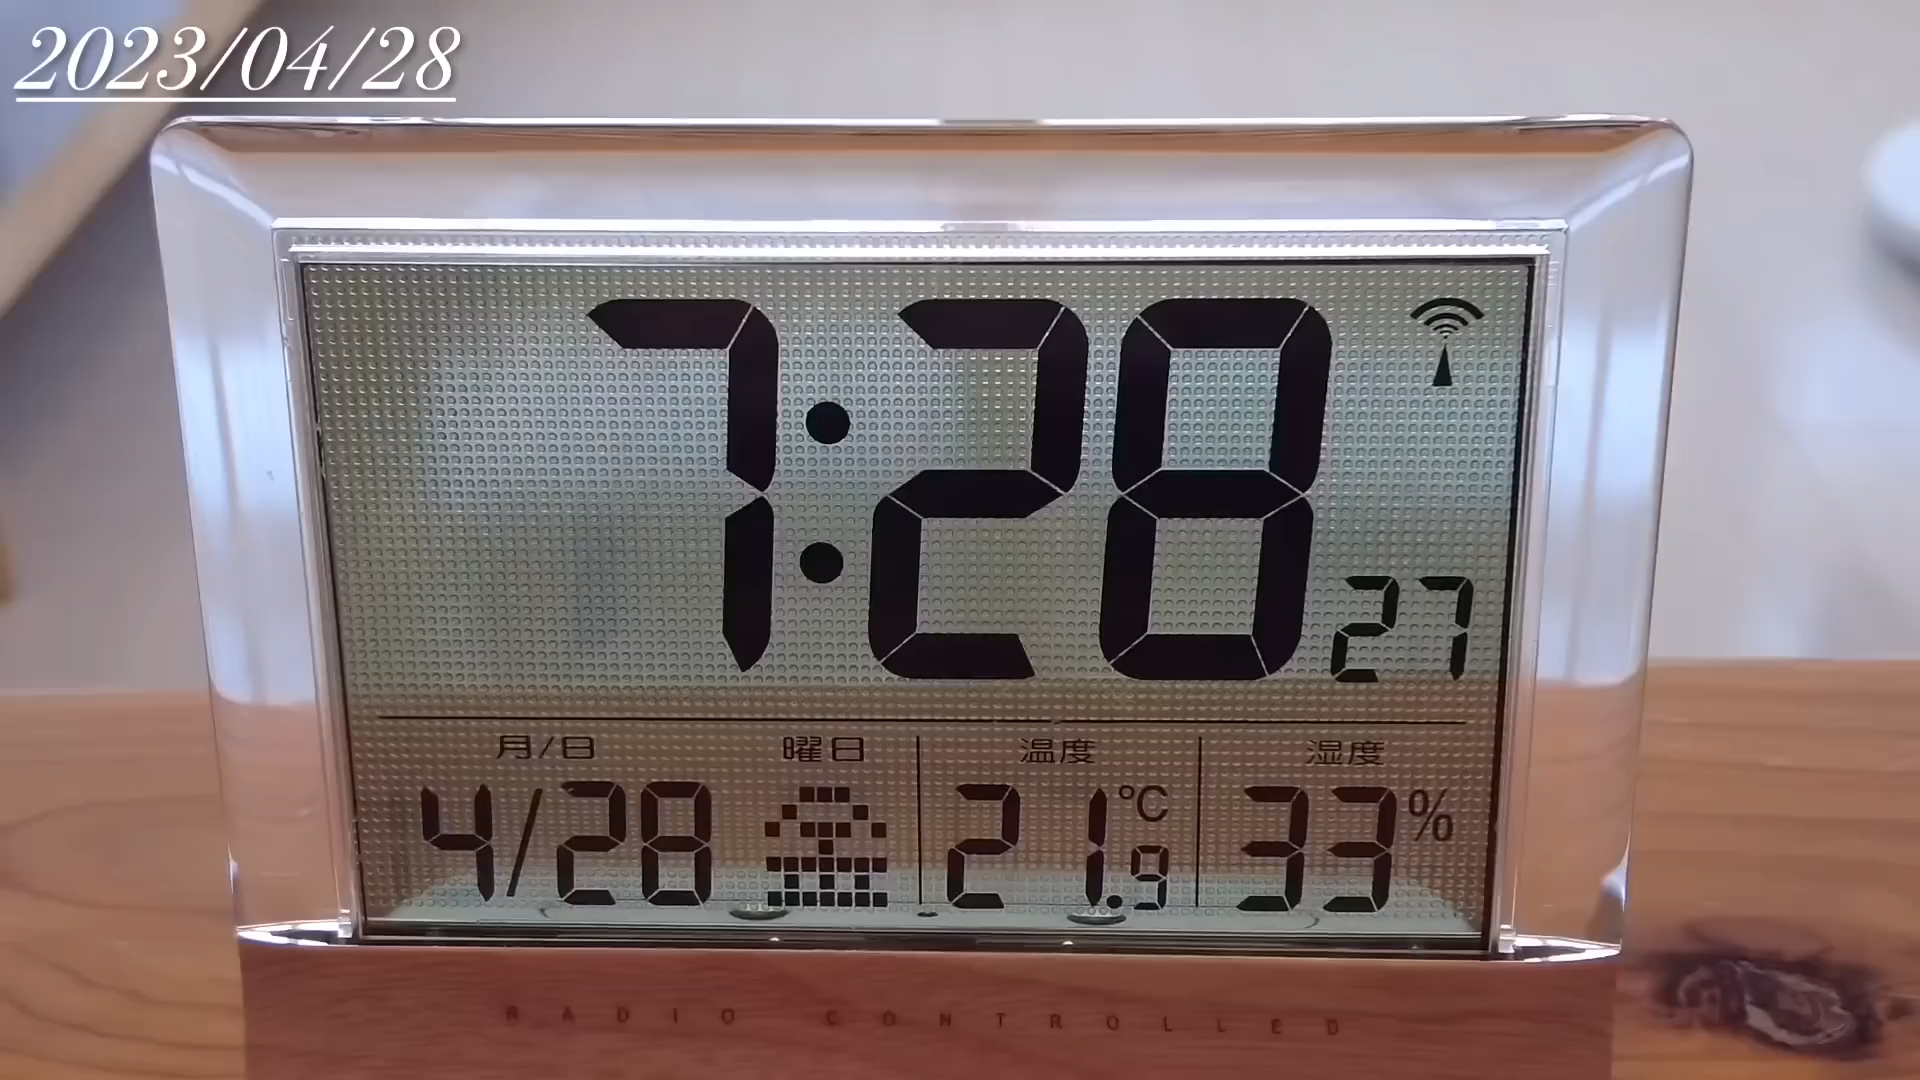 2023/04/28
7:28 27
月/日 曜日 温度 湿度
4/28 金 21.9℃ 33%
RADIO CONTROLLED